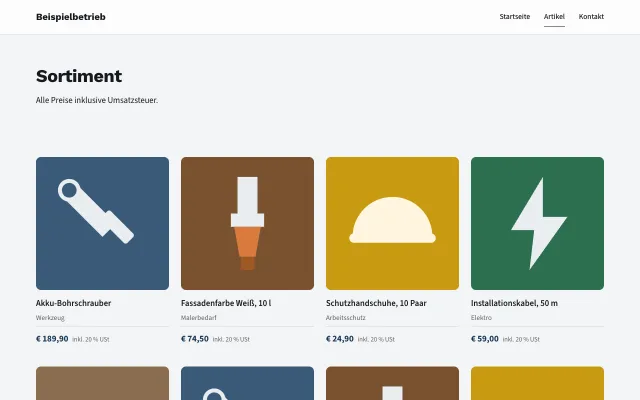 Beispielbetrieb
Startseite Artikel Kontakt
Sortiment
Alle Preise inklusive Umsatzsteuer.
Akku-Bohrschrauber
Werkzeug
€ 189,90 inkl. 20 % USt
Fassadenfarbe Weiß, 10 l
Malerbedarf
€ 74,50 inkl. 20 % USt
Schutzhandschuhe, 10 Paar
Arbeitsschutz
€ 24,90 inkl. 20 % USt
Installationskabel, 50 m
Elektro
€ 59,00 inkl. 20 % USt